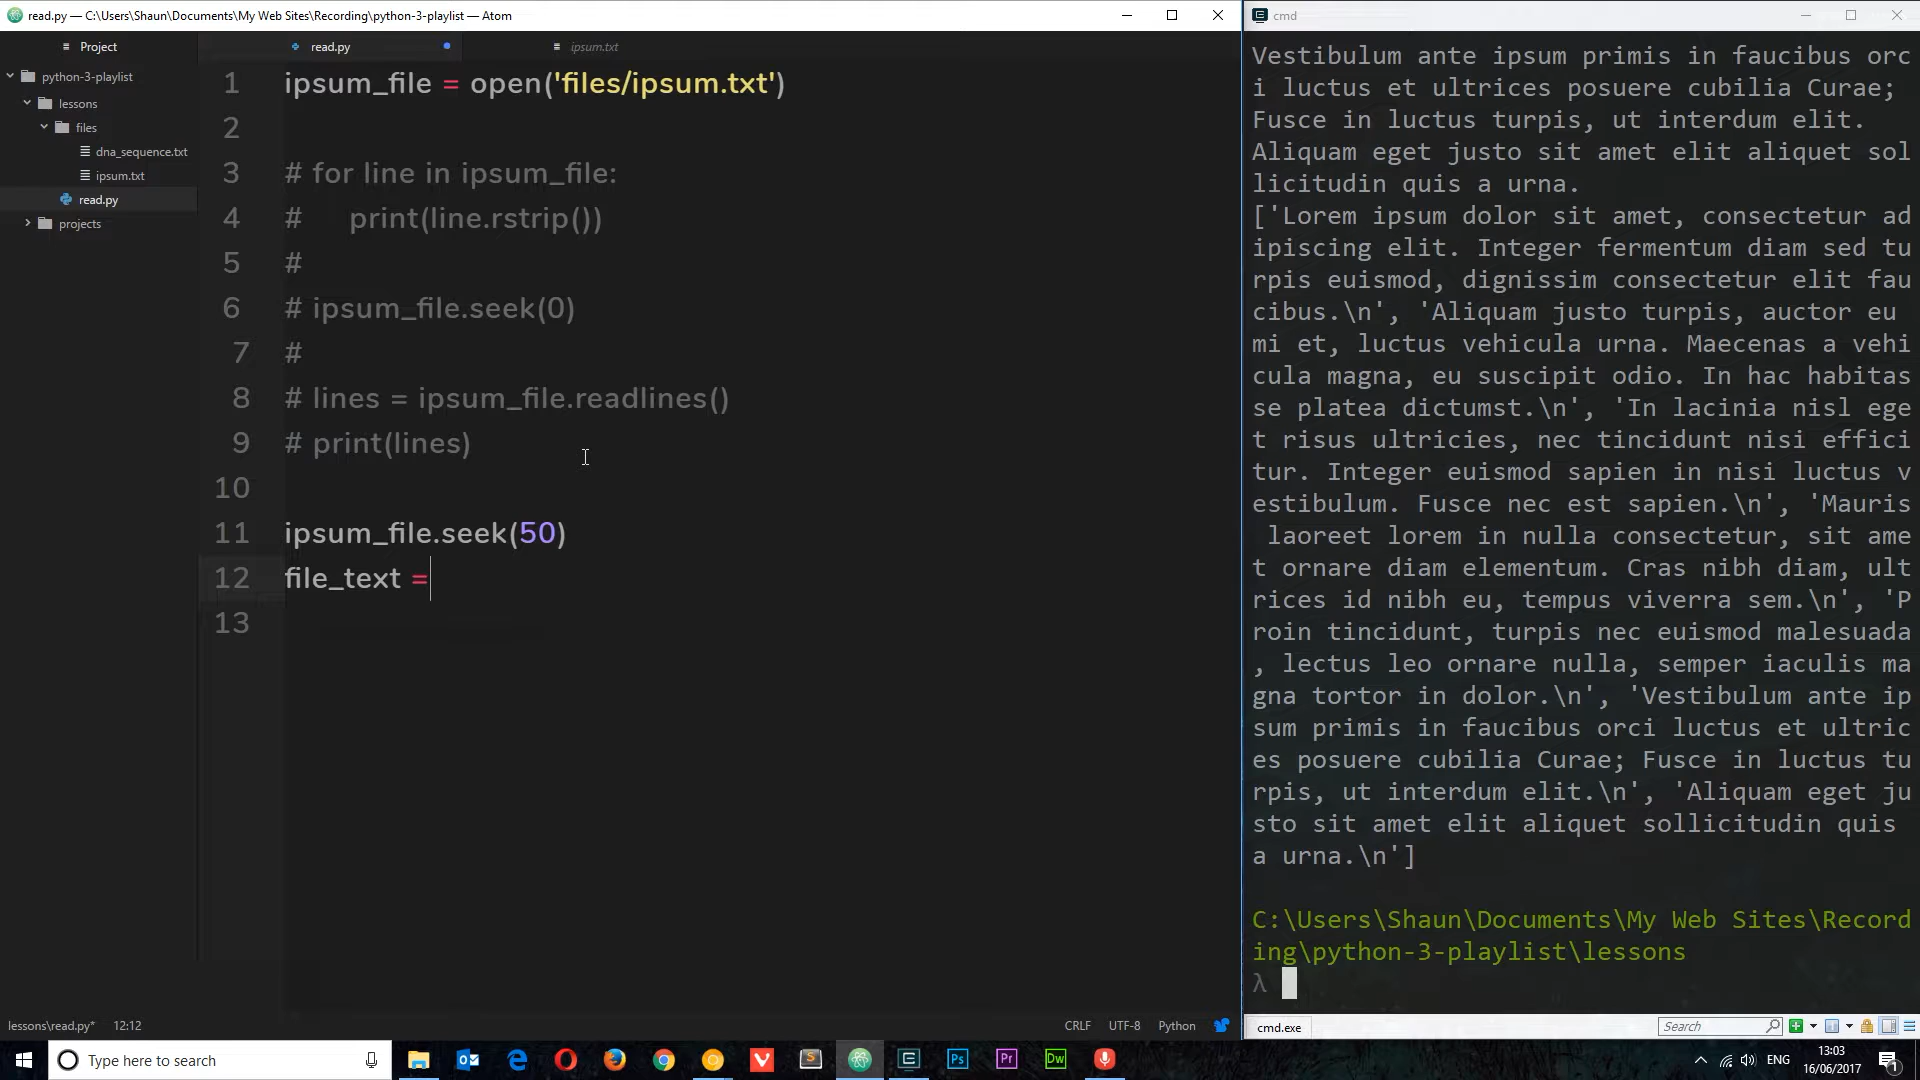 read.py — C:\Users\Shaun\Documents\My Web Sites\Recording\python-3-playlist — Atom
Project
python-3-playlist
lessons
files
dna_sequence.txt
ipsum.txt
read.py
projects
read.py
ipsum.txt
1 ipsum_file = open('files/ipsum.txt')
2
3 # for line in ipsum_file:
4 #     print(line.rstrip())
5 #
6 # ipsum_file.seek(0)
7 #
8 # lines = ipsum_file.readlines()
9 # print(lines)
10
11 ipsum_file.seek(50)
12 file_text =
13
lessons\read.py* 12:12
CRLF UTF-8 Python
cmd
Vestibulum ante ipsum primis in faucibus orc
i luctus et ultrices posuere cubilia Curae;
Fusce in luctus turpis, ut interdum elit.
Aliquam eget justo sit amet elit aliquet sol
licitudin quis a urna.
['Lorem ipsum dolor sit amet, consectetur ad
ipiscing elit. Integer fermentum diam sed tu
rpis euismod, dignissim consectetur elit fau
cibus.\n', 'Aliquam justo turpis, auctor eu
mi et, luctus vehicula urna. Maecenas a vehi
cula magna, eu suscipit odio. In hac habitas
se platea dictumst.\n', 'In lacinia nisl ege
t risus ultricies, nec tincidunt nisi effici
tur. Integer euismod sapien in nisi luctus v
estibulum. Fusce nec est sapien.\n', 'Mauris
 laoreet lorem in nulla consectetur, sit ame
t ornare diam elementum. Cras nibh diam, ult
rices id nibh eu, tempus viverra sem.\n', 'P
roin tincidunt, turpis nec euismod malesuada
, lectus leo ornare nulla, semper iaculis ma
gna tortor in dolor.\n', 'Vestibulum ante ip
sum primis in faucibus orci luctus et ultric
es posuere cubilia Curae; Fusce in luctus tu
rpis, ut interdum elit.\n', 'Aliquam eget ju
sto sit amet elit aliquet sollicitudin quis
a urna.\n']
C:\Users\Shaun\Documents\My Web Sites\Record
ing\python-3-playlist\lessons
λ
cmd.exe
Search
Type here to search
Ps Pr Dw
ENG
13:03
16/06/2017
1